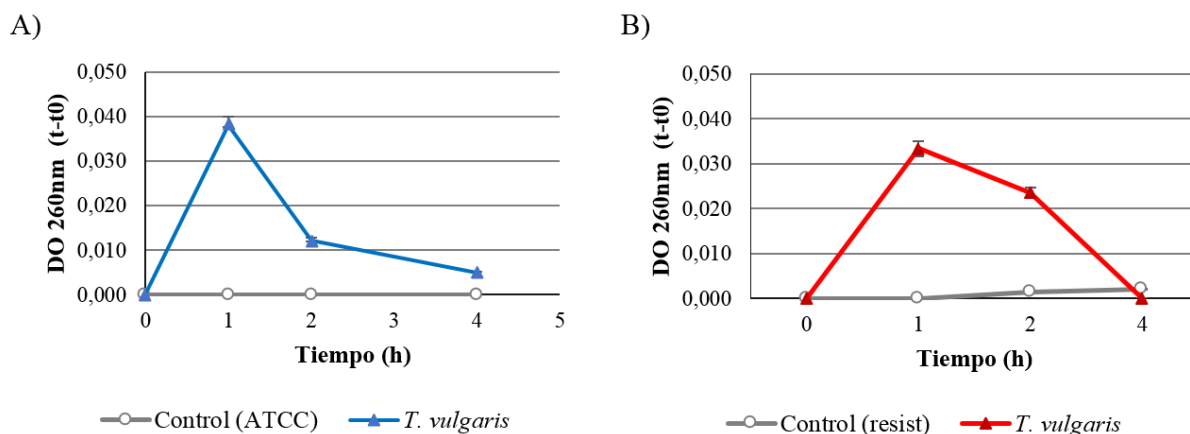 A)
DO 260nm (t-t0)
0,050
0,040
0,030
0,020
0,010
0,000
0 1 2 3 4 5
Tiempo (h)
Control (ATCC) T. vulgaris
B)
DO 260nm (t-t0)
0,050
0,040
0,030
0,020
0,010
0,000
0 1 2 4
Tiempo (h)
Control (resist) T. vulgaris